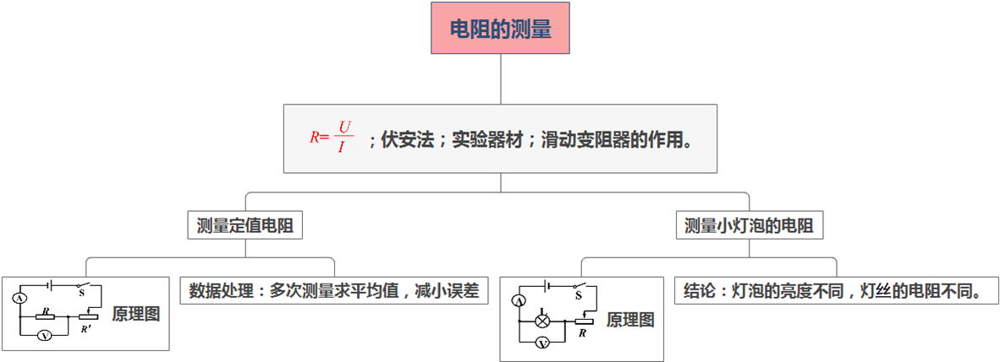 电阻的测量
R=U/I ；伏安法；实验器材；滑动变阻器的作用。
测量定值电阻
测量小灯泡的电阻
S
A
R
R'
V
原理图
数据处理：多次测量求平均值，减小误差
S
A
L
R
V
原理图
结论：灯泡的亮度不同，灯丝的电阻不同。